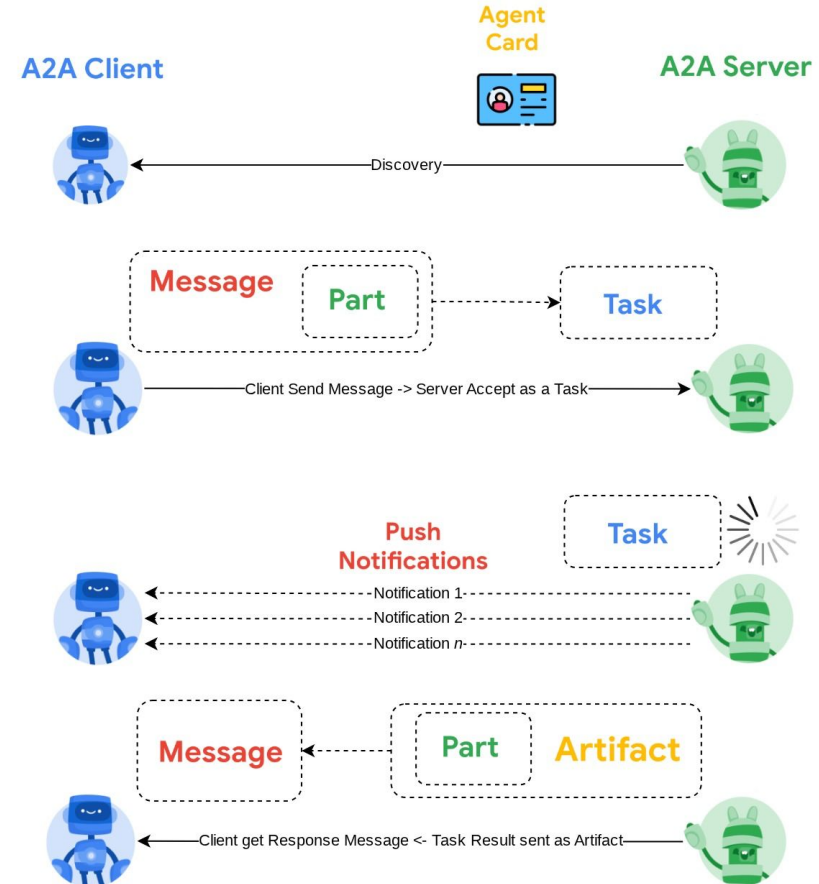 Agent
Card
A2A Client
A2A Server
Discovery
Message
Part
Task
Client Send Message -> Server Accept as a Task
Task
Push
Notifications
Notification 1
Notification 2
Notification n
Message
Part
Artifact
Client get Response Message <- Task Result sent as Artifact